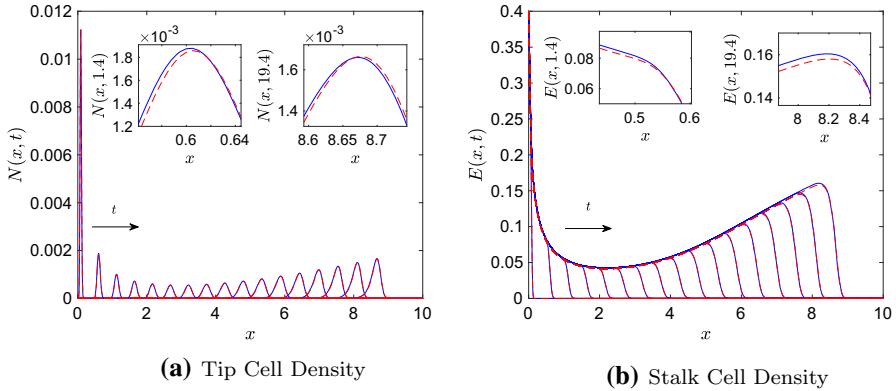 0.012
0.010
0.008
0.006
0.004
0.002
0
N(x, t)
0 2 4 6 8 10
x
t
×10⁻³
1.8
1.6
1.4
1.2
N(x, 1.4)
0.6 0.64
x
×10⁻³
1.6
1.4
N(x, 19.4)
8.6 8.67 8.7
x
(a) Tip Cell Density
0.4
0.35
0.3
0.25
0.20
0.15
0.1
0.05
0
E(x, t)
0 2 4 6 8 10
x
t
0.08
0.06
E(x, 1.4)
0.5 0.6
x
0.16
0.14
E(x, 19.4)
8 8.2 8.4
x
(b) Stalk Cell Density